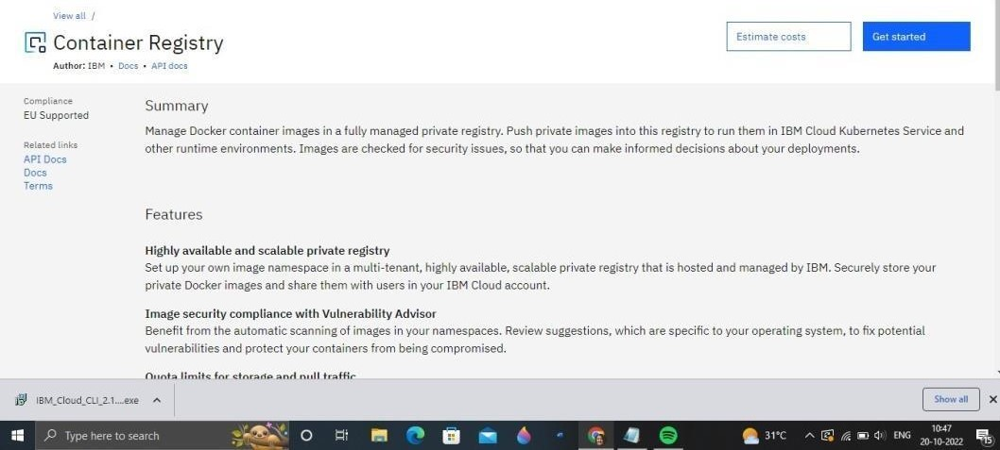 View all /
Container Registry
Author: IBM • Docs • API docs
Estimate costs
Get started
Compliance
EU Supported
Related links
API Docs
Docs
Terms
Summary
Manage Docker container images in a fully managed private registry. Push private images into this registry to run them in IBM Cloud Kubernetes Service and
other runtime environments. Images are checked for security issues, so that you can make informed decisions about your deployments.
Features
Highly available and scalable private registry
Set up your own image namespace in a multi-tenant, highly available, scalable private registry that is hosted and managed by IBM. Securely store your
private Docker images and share them with users in your IBM Cloud account.
Image security compliance with Vulnerability Advisor
Benefit from the automatic scanning of images in your namespaces. Review suggestions, which are specific to your operating system, to fix potential
vulnerabilities and protect your containers from being compromised.
Quota limits for storage and pull traffic
IBM_Cloud_CLI_2.1....exe
Show all
Type here to search
31°C
ENG
10:47
20-10-2022
15